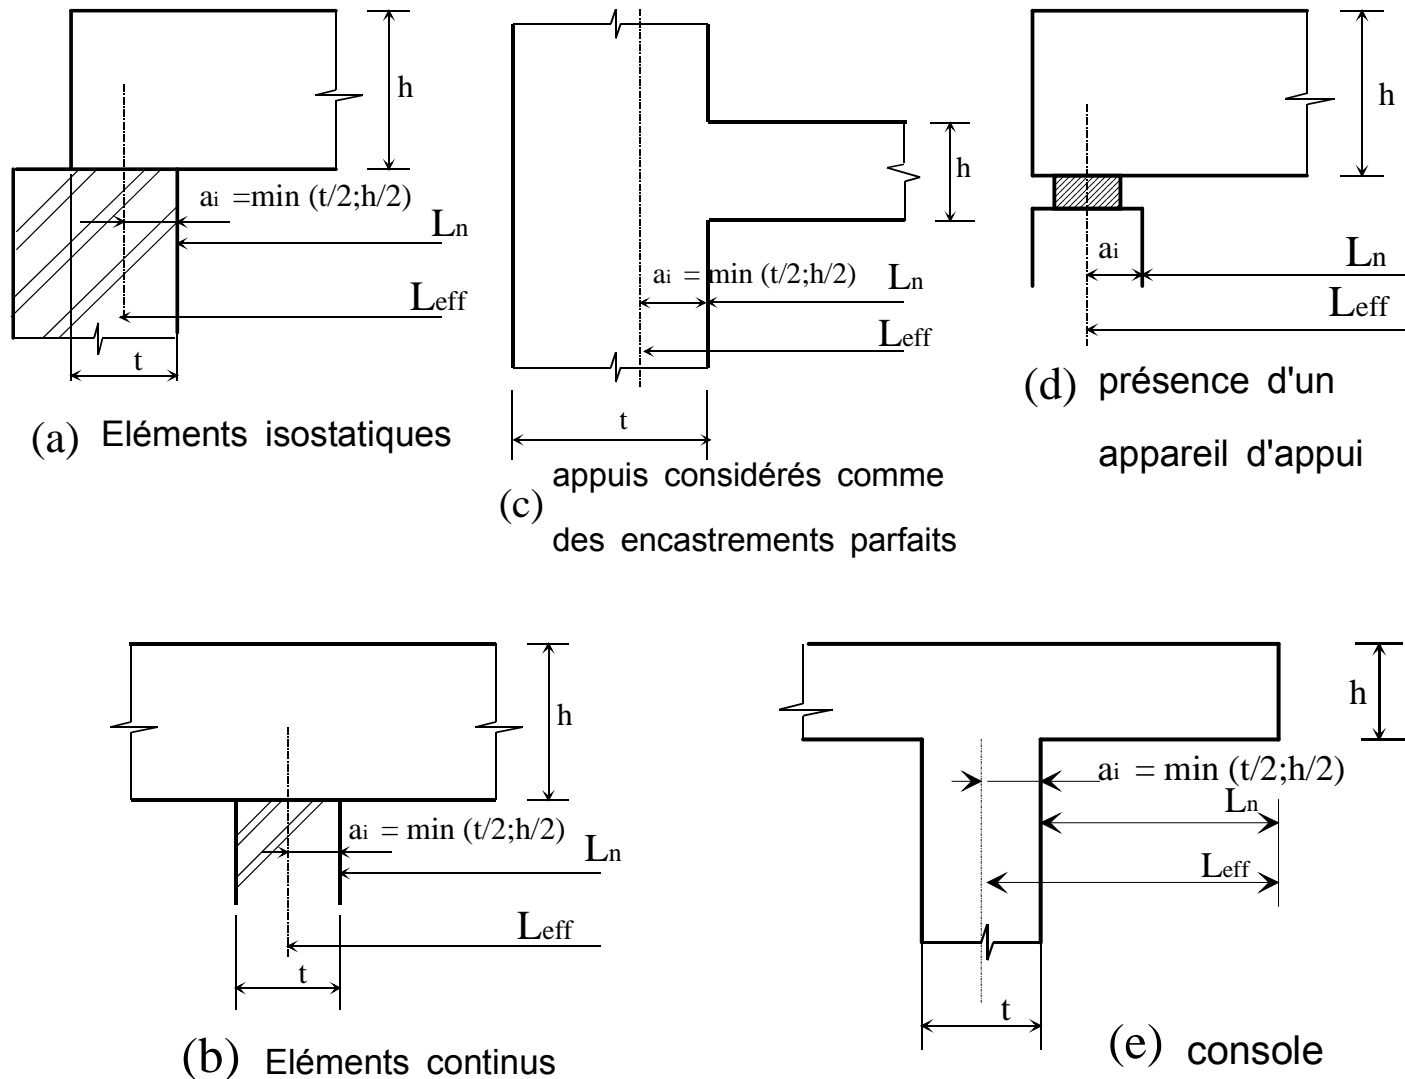 h
ai =min (t/2;h/2)
Ln
Leff
t
(a) Eléments isostatiques
h
ai = min (t/2;h/2)
Ln
Leff
t
(c) appuis considérés comme
des encastrements parfaits
h
ai
Ln
Leff
(d) présence d'un
appareil d'appui
h
ai = min (t/2;h/2)
Ln
Leff
t
(b) Eléments continus
h
ai = min (t/2;h/2)
Ln
Leff
t
(e) console